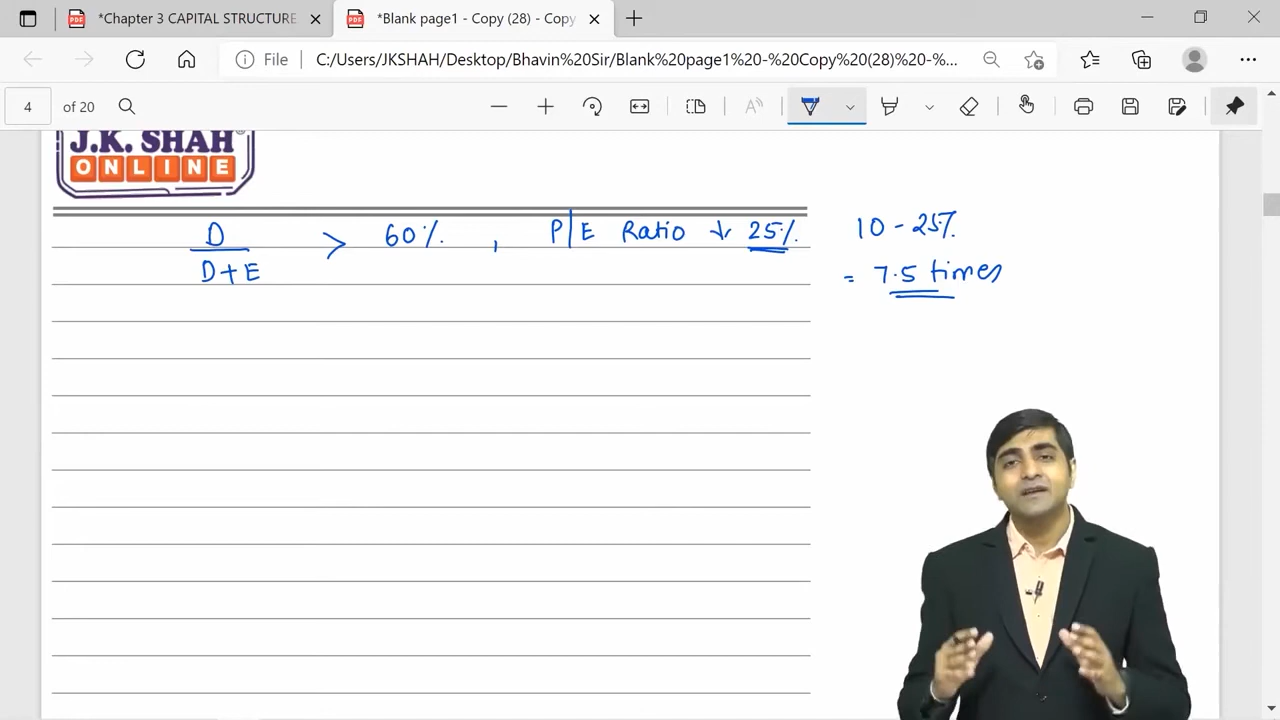 *Chapter 3 CAPITAL STRUCTURE
*Blank page1 - Copy (28) - Copy
File
C:/Users/JKSHAH/Desktop/Bhavin%20Sir/Blank%20page1%20-%20Copy%20(28)%20-%...
4 of 20
J.K. SHAH
ONLINE
D / D+E > 60%, P/E Ratio ↓ 25%.
10 - 25%
= 7.5 times